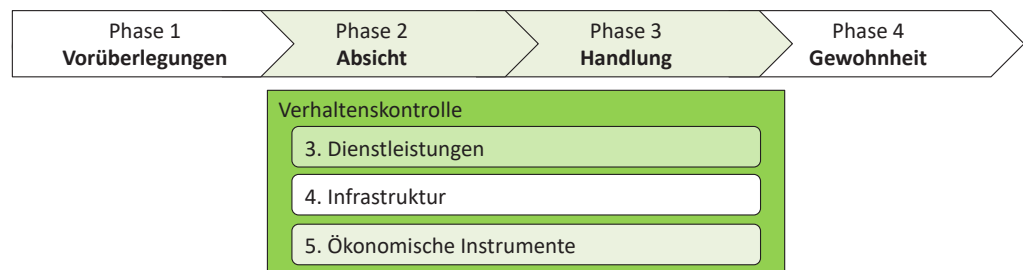 Phase 1
Vorüberlegungen
Phase 2
Absicht
Phase 3
Handlung
Phase 4
Gewohnheit
Verhaltenskontrolle
3. Dienstleistungen
4. Infrastruktur
5. Ökonomische Instrumente